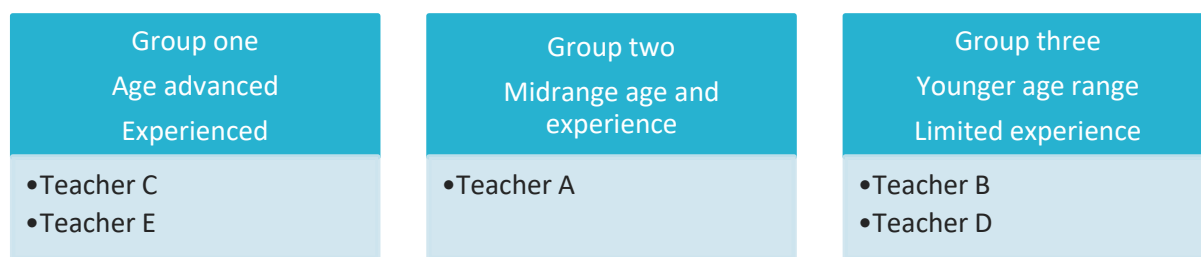 Group one
Age advanced
Experienced
•Teacher C
•Teacher E
Group two
Midrange age and
experience
•Teacher A
Group three
Younger age range
Limited experience
•Teacher B
•Teacher D